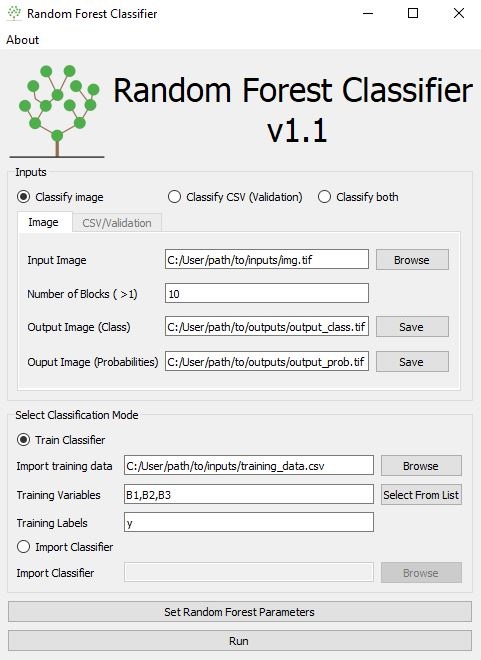 Random Forest Classifier
About
Random Forest Classifier
v1.1
Inputs
Classify image Classify CSV (Validation) Classify both
Image CSV/Validation
Input Image C:/User/path/to/inputs/img.tif Browse
Number of Blocks ( >1) 10
Output Image (Class) C:/User/path/to/outputs/output_class.tif Save
Ouput Image (Probabilities) C:/User/path/to/outputs/output_prob.tif Save
Select Classification Mode
Train Classifier
Import training data C:/User/path/to/inputs/training_data.csv Browse
Training Variables B1,B2,B3 Select From List
Training Labels y
Import Classifier
Import Classifier Browse
Set Random Forest Parameters
Run